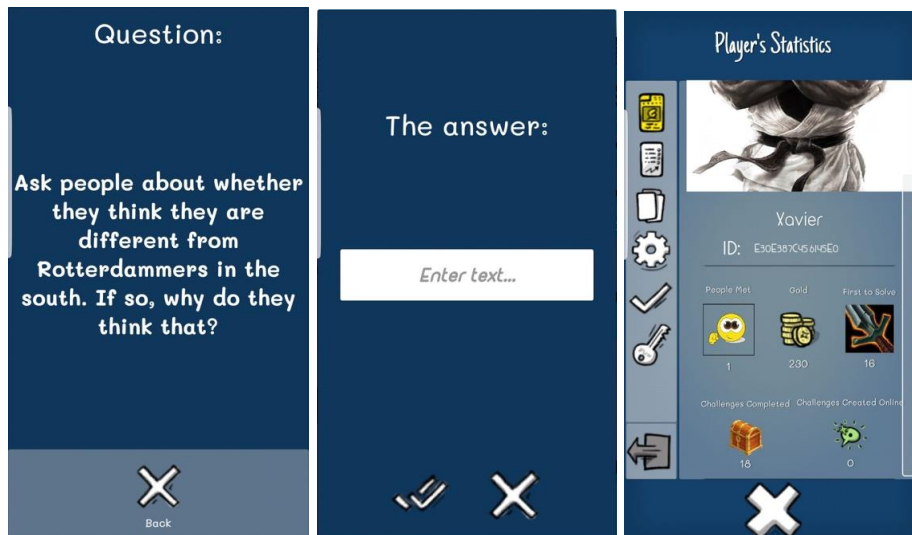 Question:
Ask people about whether
they think they are
different from
Rotterdammers in the
south. If so, why do they
think that?
Back
The answer:
Enter text...
Player's Statistics
Xavier
ID:
People Met
Gold
First to Solve
1
230
16
Challenges Completed
Challenges Created Online
18
0